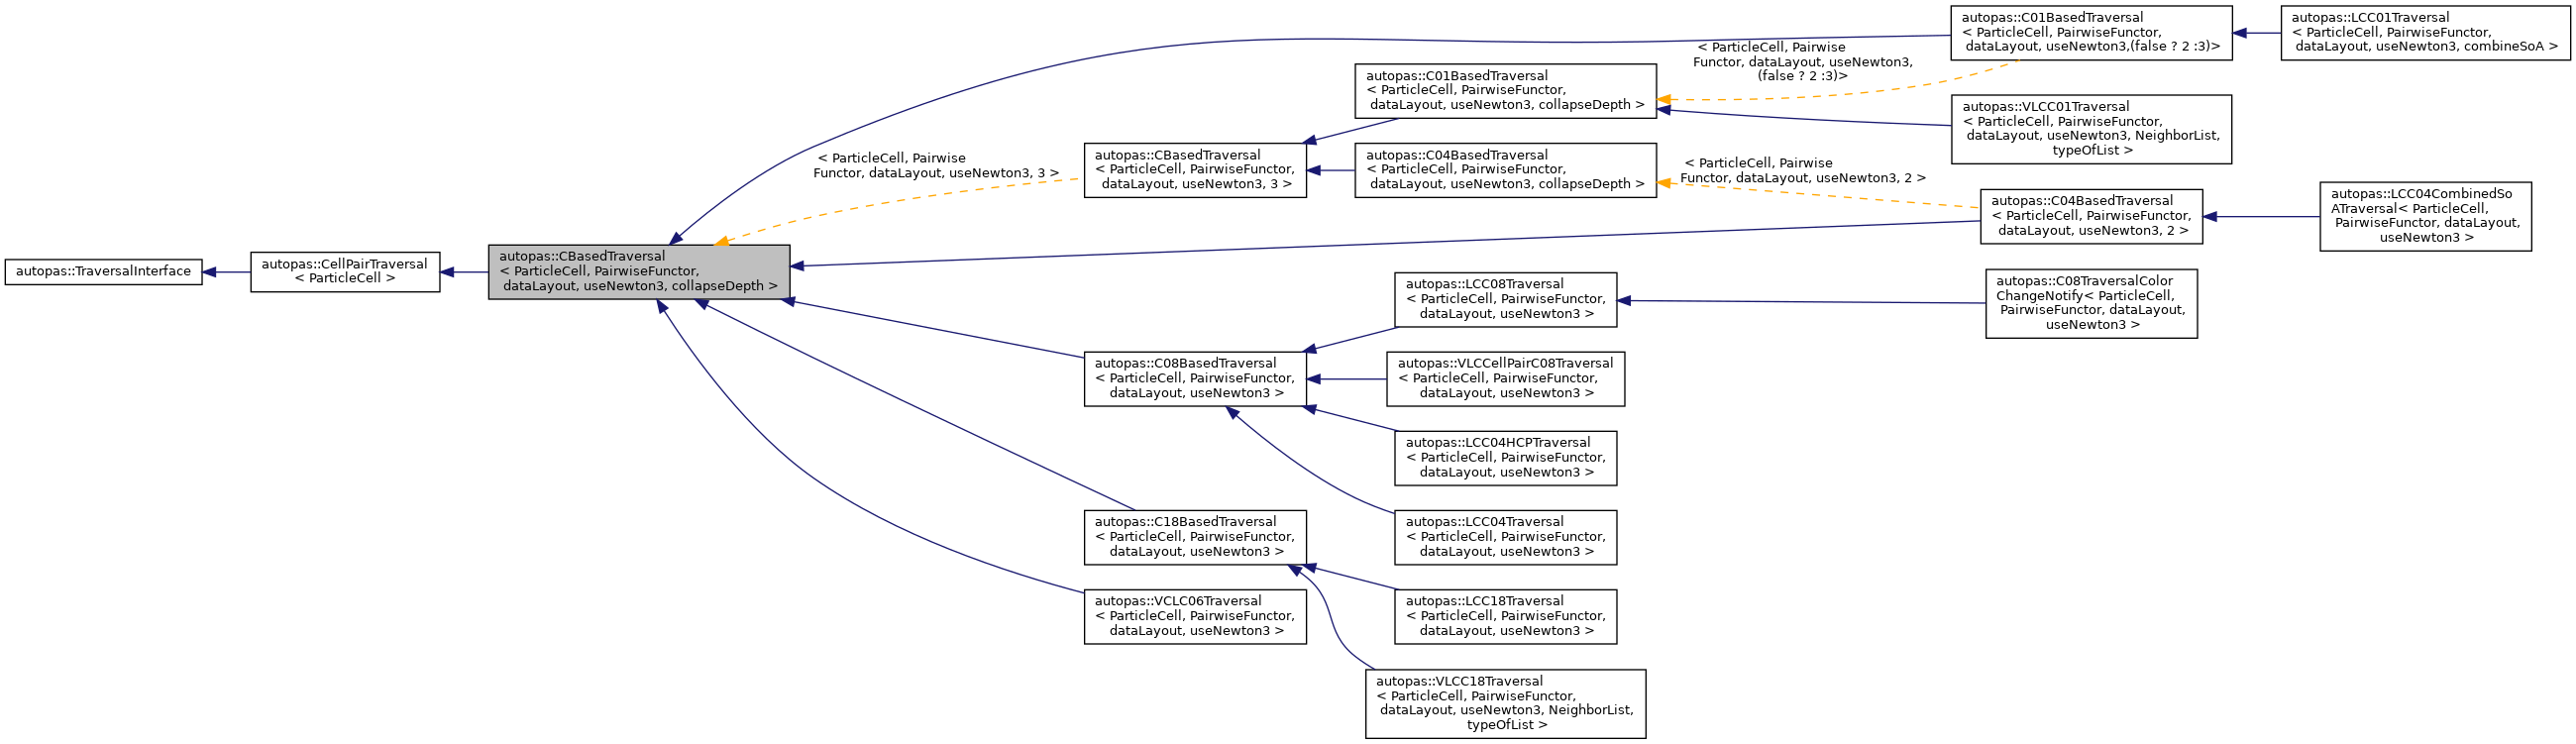 autopas::TraversalInterface
autopas::CellPairTraversal
< ParticleCell >
autopas::CBasedTraversal
< ParticleCell, PairwiseFunctor,
dataLayout, useNewton3, collapseDepth >
< ParticleCell, Pairwise
Functor, dataLayout, useNewton3, 3 >
autopas::CBasedTraversal
< ParticleCell, PairwiseFunctor,
dataLayout, useNewton3, 3 >
autopas::C08BasedTraversal
< ParticleCell, PairwiseFunctor,
dataLayout, useNewton3 >
autopas::C18BasedTraversal
< ParticleCell, PairwiseFunctor,
dataLayout, useNewton3 >
autopas::VCLC06Traversal
< ParticleCell, PairwiseFunctor,
dataLayout, useNewton3 >
autopas::C01BasedTraversal
< ParticleCell, PairwiseFunctor,
dataLayout, useNewton3, collapseDepth >
autopas::C04BasedTraversal
< ParticleCell, PairwiseFunctor,
dataLayout, useNewton3, collapseDepth >
autopas::LCC08Traversal
< ParticleCell, PairwiseFunctor,
dataLayout, useNewton3 >
autopas::VLCCellPairC08Traversal
< ParticleCell, PairwiseFunctor,
dataLayout, useNewton3 >
autopas::LCC04HCPTraversal
< ParticleCell, PairwiseFunctor,
dataLayout, useNewton3 >
autopas::LCC04Traversal
< ParticleCell, PairwiseFunctor,
dataLayout, useNewton3 >
autopas::LCC18Traversal
< ParticleCell, PairwiseFunctor,
dataLayout, useNewton3 >
autopas::VLCC18Traversal
< ParticleCell, PairwiseFunctor,
dataLayout, useNewton3, NeighborList,
typeOfList >
< ParticleCell, Pairwise
Functor, dataLayout, useNewton3,
(false ? 2 :3)>
< ParticleCell, Pairwise
Functor, dataLayout, useNewton3, 2 >
autopas::C01BasedTraversal
< ParticleCell, PairwiseFunctor,
dataLayout, useNewton3,(false ? 2 :3)>
autopas::VLCC01Traversal
< ParticleCell, PairwiseFunctor,
dataLayout, useNewton3, NeighborList,
typeOfList >
autopas::C04BasedTraversal
< ParticleCell, PairwiseFunctor,
dataLayout, useNewton3, 2 >
autopas::C08TraversalColor
ChangeNotify< ParticleCell,
PairwiseFunctor, dataLayout,
useNewton3 >
autopas::LCC01Traversal
< ParticleCell, PairwiseFunctor,
dataLayout, useNewton3, combineSoA >
autopas::LCC04CombinedSo
ATraversal< ParticleCell,
PairwiseFunctor, dataLayout,
useNewton3 >